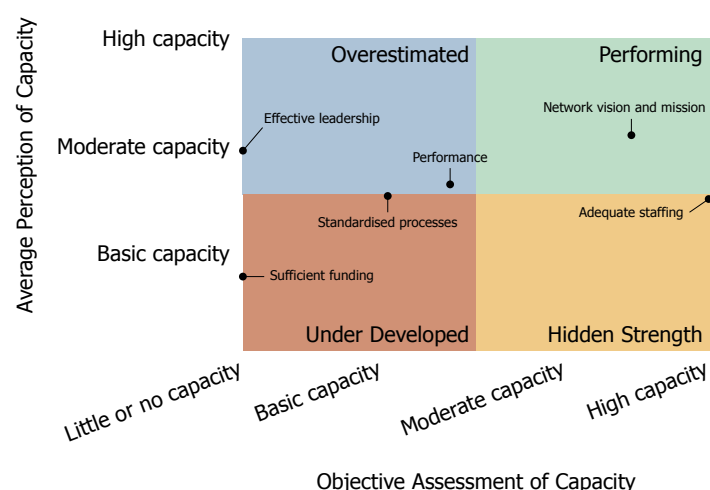 Average Perception of Capacity
High capacity
Moderate capacity
Basic capacity
Overestimated
Performing
Effective leadership
Network vision and mission
Performance
Standardised processes
Adequate staffing
Sufficient funding
Under Developed
Hidden Strength
Little or no capacity
Basic capacity
Moderate capacity
High capacity
Objective Assessment of Capacity